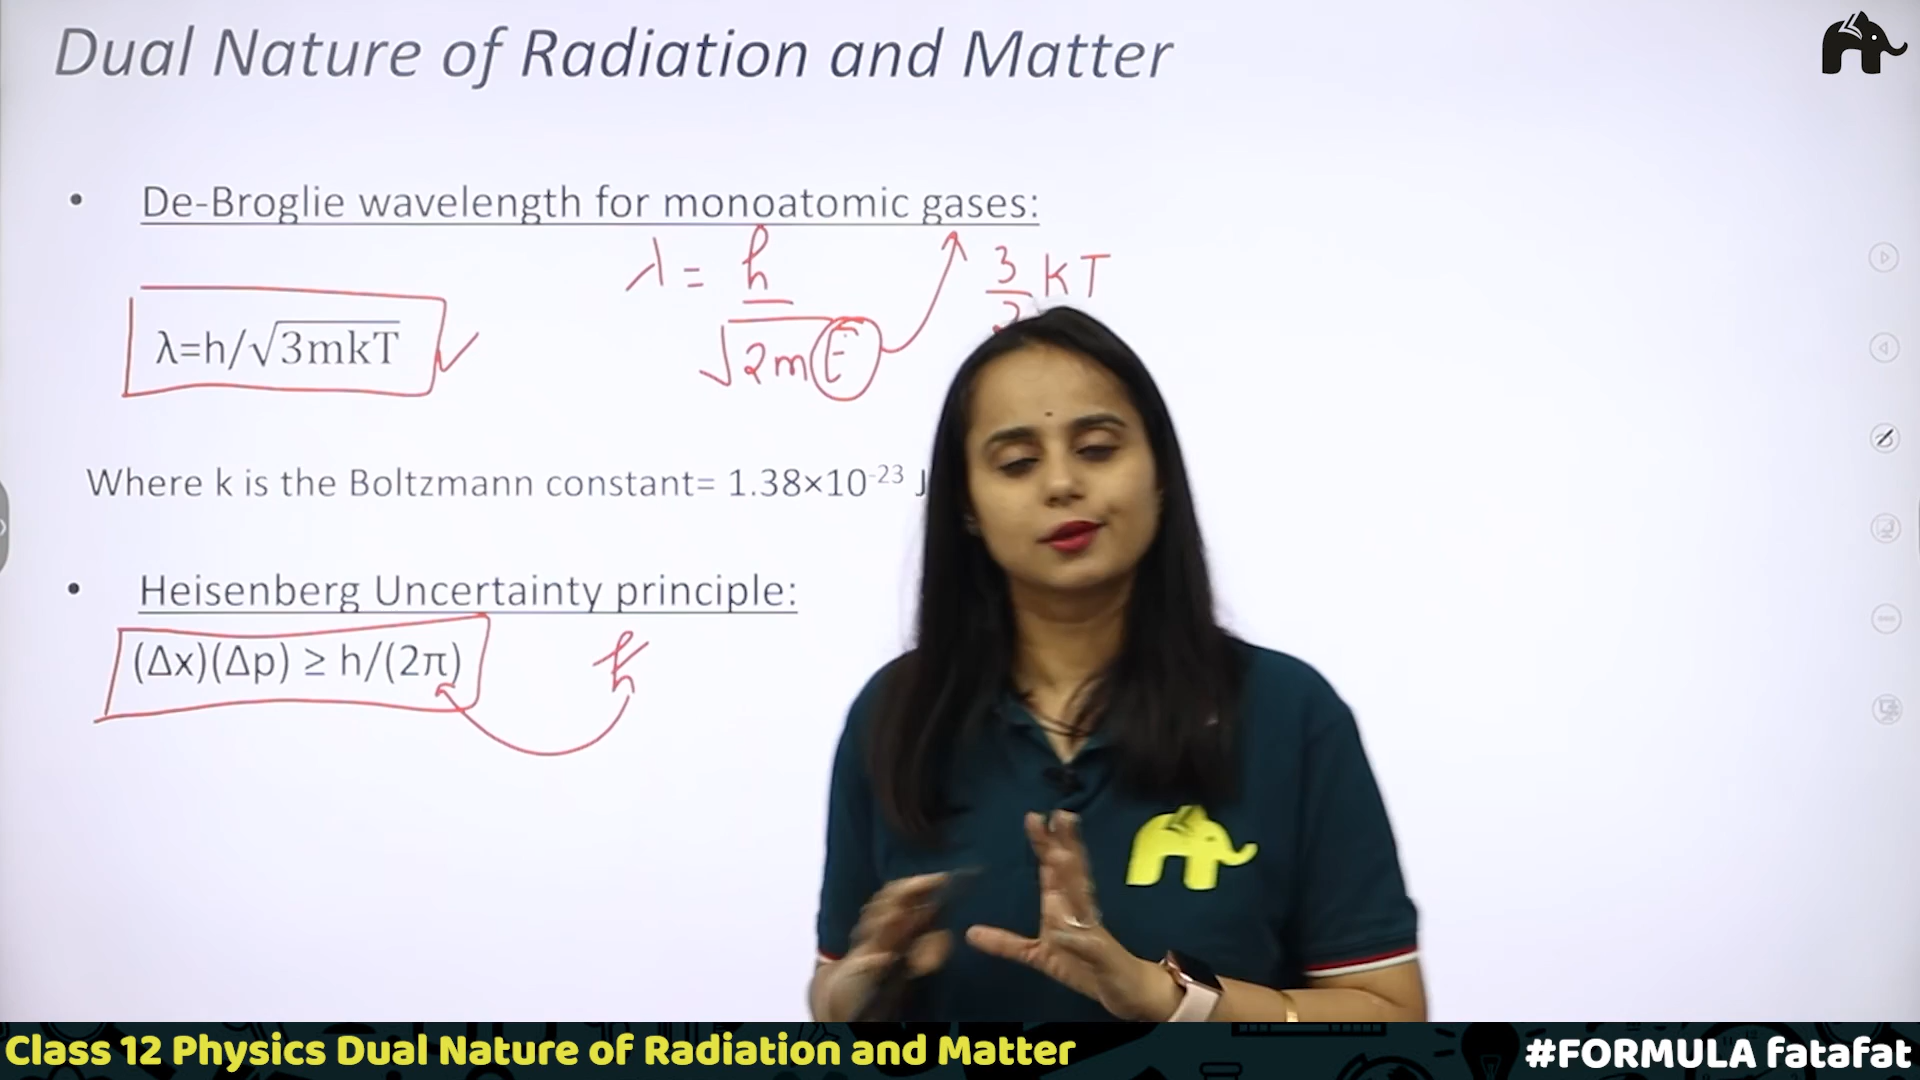 Dual Nature of Radiation and Matter
• De-Broglie wavelength for monoatomic gases:
λ = h
√2mE
3 KT
2
λ=h/√3mkT
Where k is the Boltzmann constant= 1.38×10⁻²³ J
• Heisenberg Uncertainty principle:
(Δx)(Δp) ≥ h/(2π)
ħ
Class 12 Physics Dual Nature of Radiation and Matter
#FORMULA fatafat